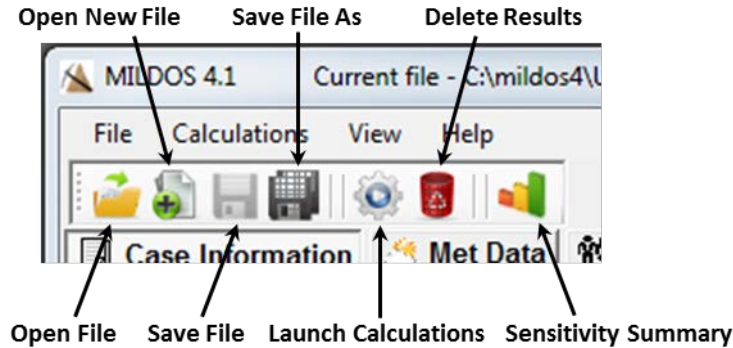 Open New File Save File As Delete Results
MILDOS 4.1 Current file - C:\mildos4\U
File Calculations View Help
Case Information Met Data
Open File Save File Launch Calculations Sensitivity Summary